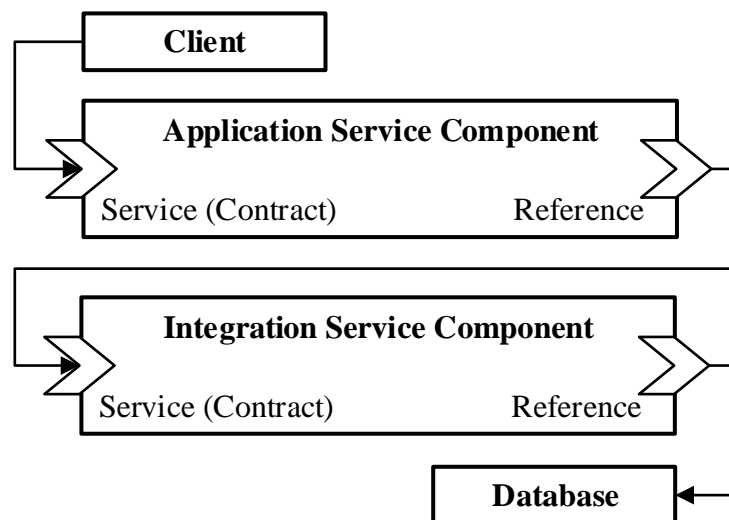 Client
Application Service Component
Service (Contract) Reference
Integration Service Component
Service (Contract) Reference
Database